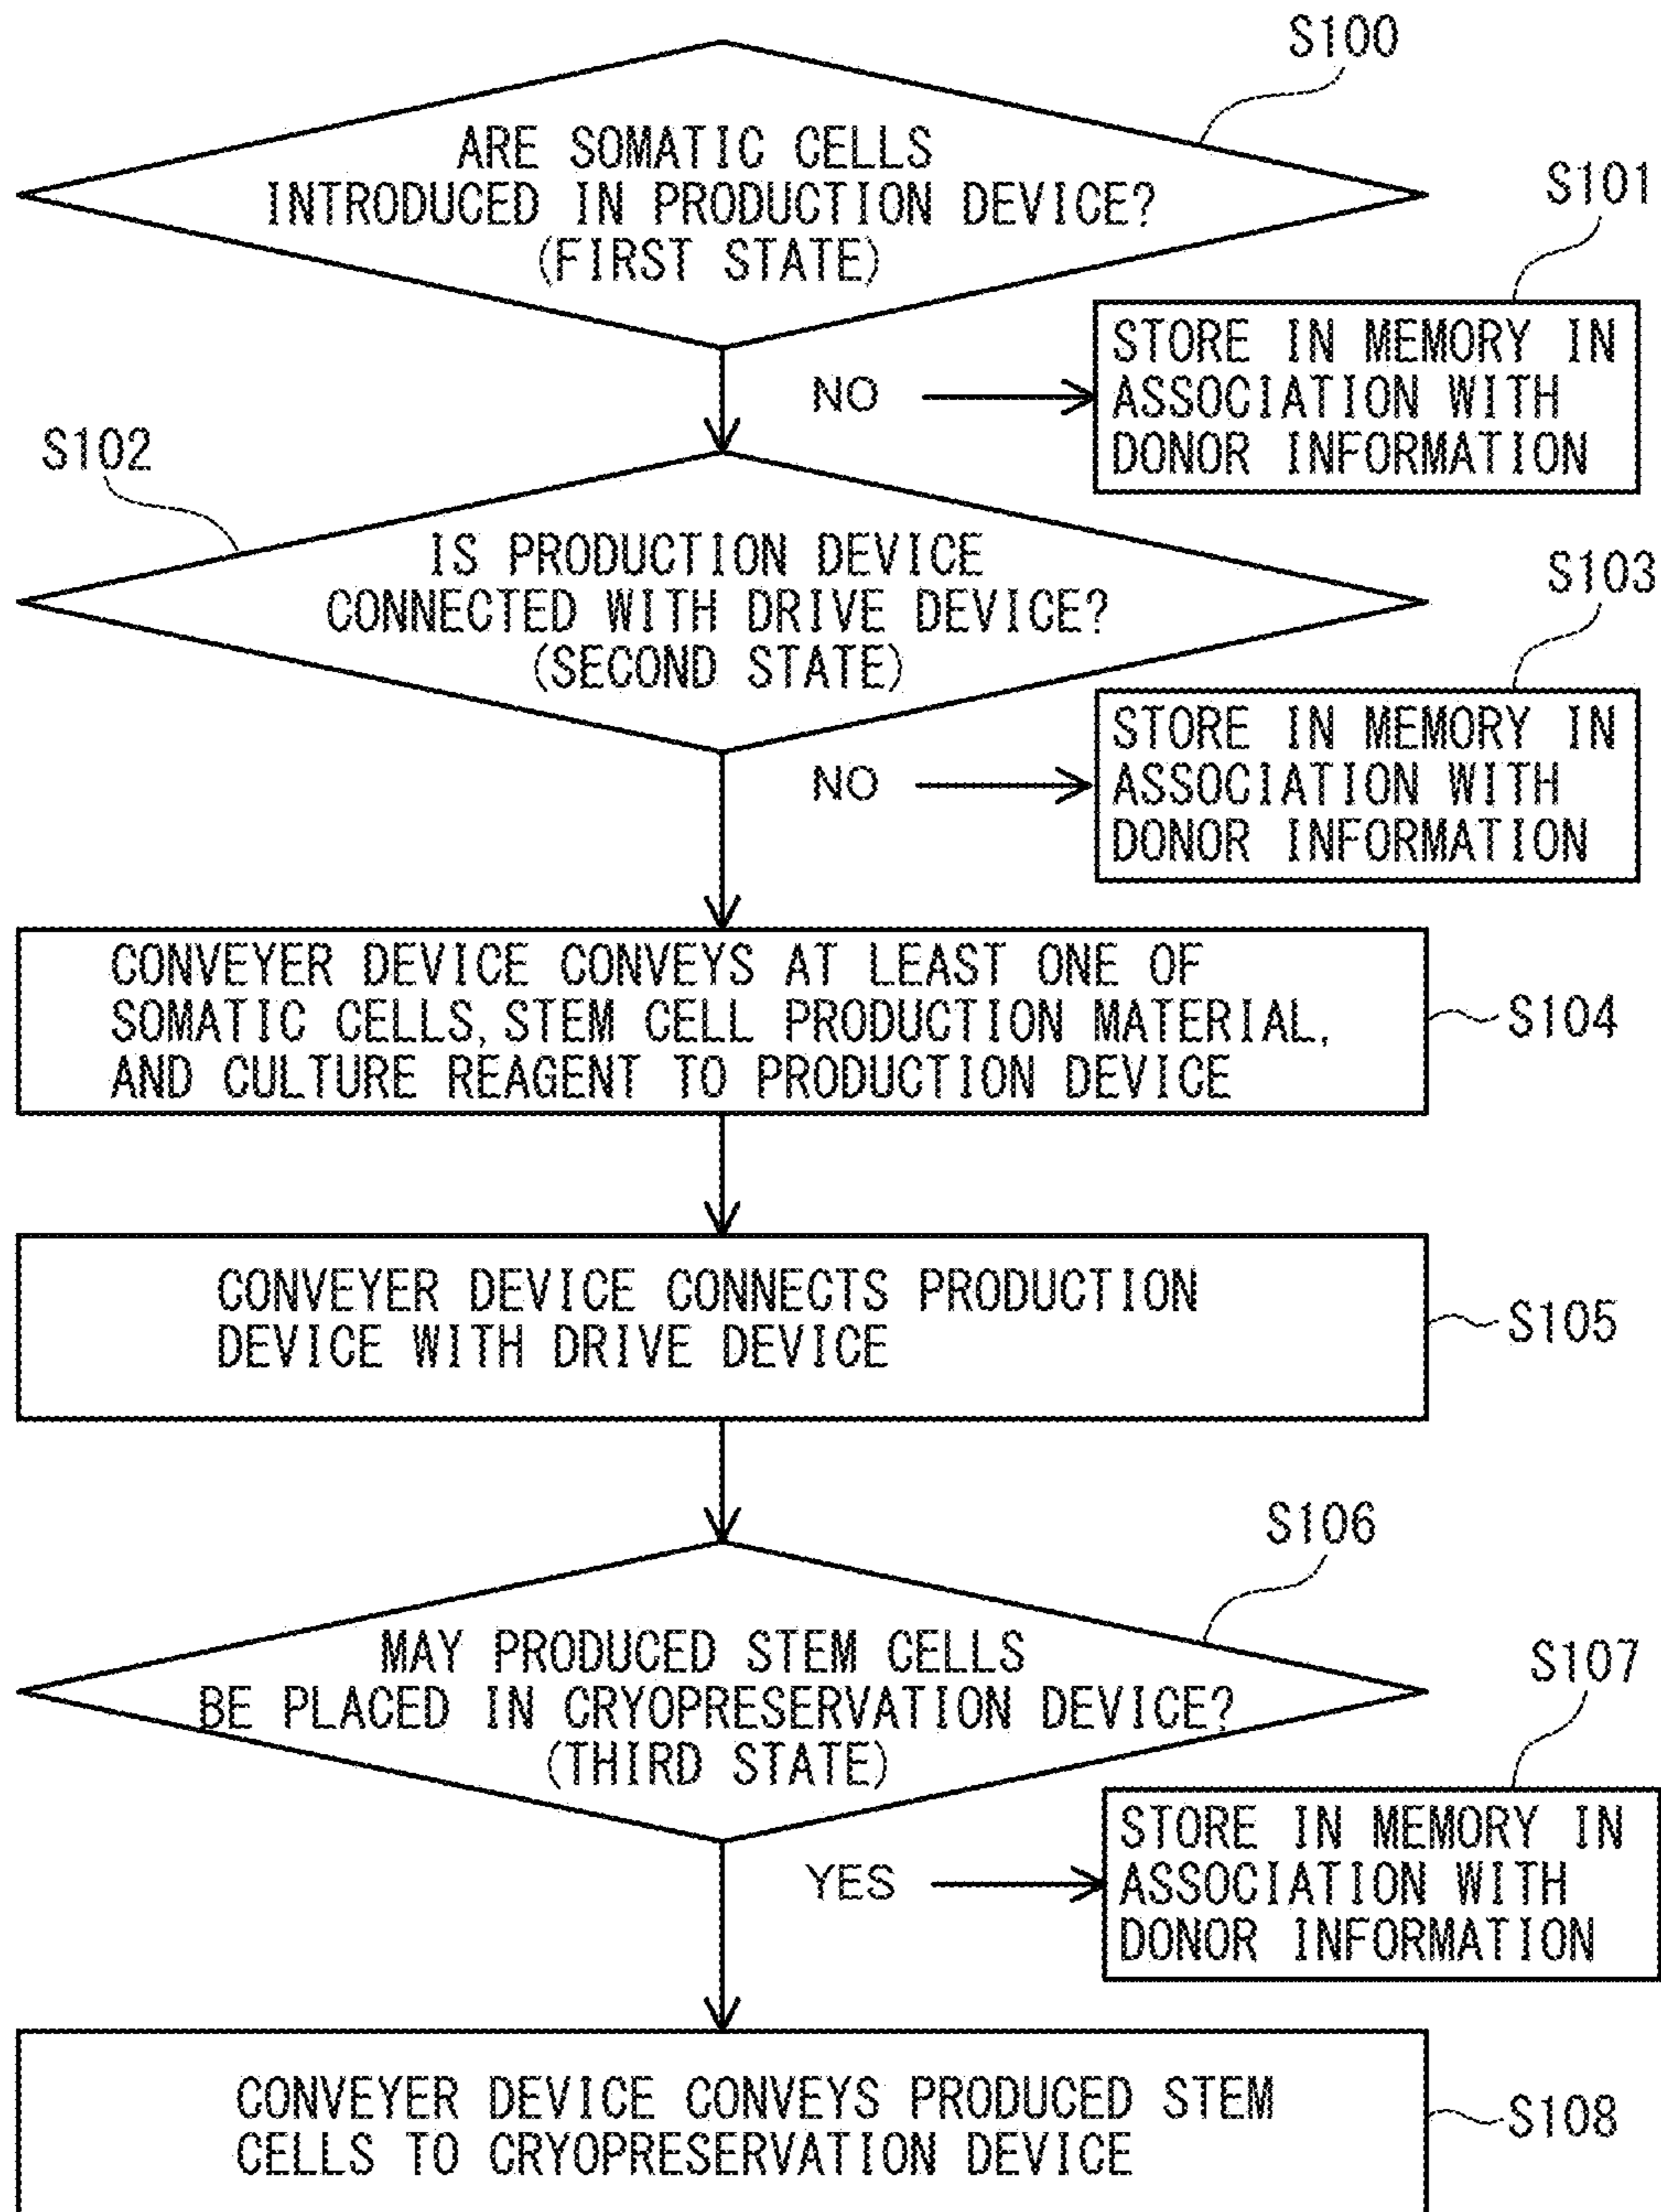 S100
ARE SOMATIC CELLS
INTRODUCED IN PRODUCTION DEVICE?
(FIRST STATE)
S101
NO
STORE IN MEMORY IN
ASSOCIATION WITH
DONOR INFORMATION
S102
IS PRODUCTION DEVICE
CONNECTED WITH DRIVE DEVICE?
(SECOND STATE)
S103
NO
STORE IN MEMORY IN
ASSOCIATION WITH
DONOR INFORMATION
CONVEYER DEVICE CONVEYS AT LEAST ONE OF
SOMATIC CELLS, STEM CELL PRODUCTION MATERIAL,
AND CULTURE REAGENT TO PRODUCTION DEVICE
S104
CONVEYER DEVICE CONNECTS PRODUCTION
DEVICE WITH DRIVE DEVICE
S105
S106
MAY PRODUCED STEM CELLS
BE PLACED IN CRYOPRESERVATION DEVICE?
(THIRD STATE)
S107
YES
STORE IN MEMORY IN
ASSOCIATION WITH
DONOR INFORMATION
CONVEYER DEVICE CONVEYS PRODUCED STEM
CELLS TO CRYOPRESERVATION DEVICE
S108